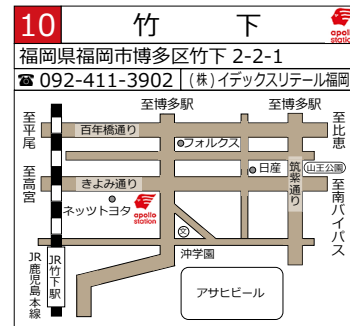 10 竹下 apollo station
福岡県福岡市博多区竹下 2-2-1
☎ 092-411-3902 (株)イデックスリテール福岡
至博多駅 至博多駅
至平尾 百年橋通り 至比恵
フォルクス
日産 筑紫通り 山王公園
至高宮 きよみ通り 至南バイパス
ネッツトヨタ apollo station
文
沖学園
JR鹿児島本線 JR竹下駅
アサヒビール